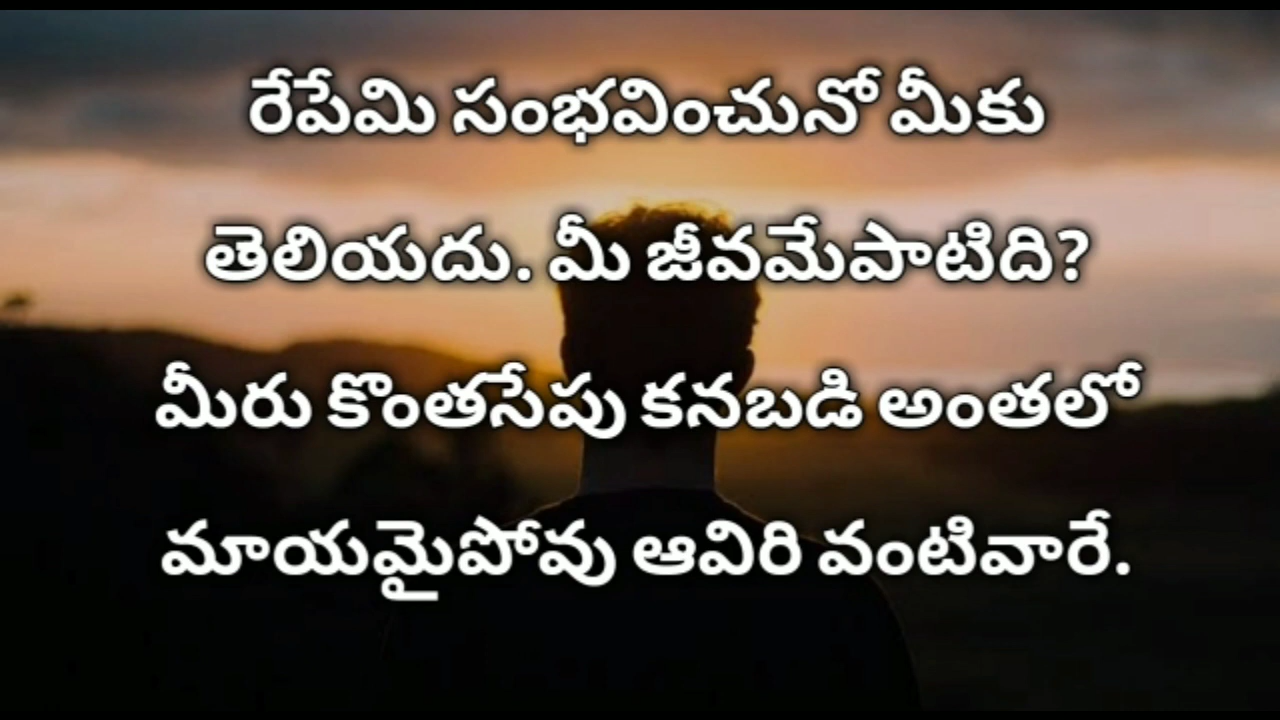 రేపేమి సంభవించునో మీకు
తెలియదు. మీ జీవమేపాటిది?
మీరు కొంతసేపు కనబడి అంతలో
మాయమైపోవు ఆవిరి వంటివారే.